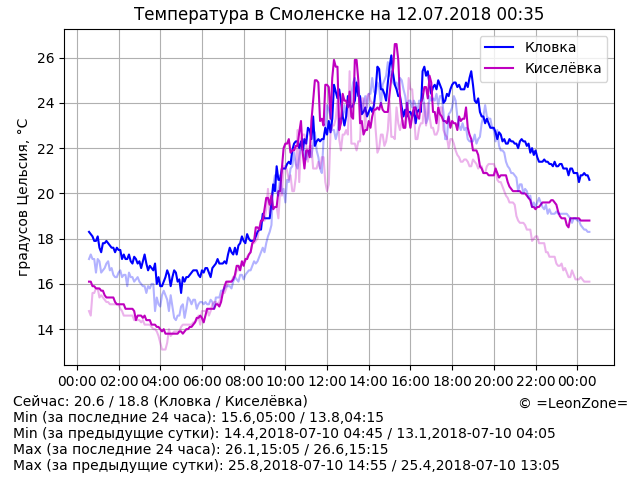 Температура в Смоленске на 12.07.2018 00:35
Кловка
Киселёвка
градусов Цельсия, °C
26
24
22
20
18
16
14
00:00 02:00 04:00 06:00 08:00 10:00 12:00 14:00 16:00 18:00 20:00 22:00 00:00
Сейчас: 20.6 / 18.8 (Кловка / Киселёвка)
© =LeonZone=
Min (за последние 24 часа): 15.6,05:00 / 13.8,04:15
Min (за предыдущие сутки): 14.4,2018-07-10 04:45 / 13.1,2018-07-10 04:05
Max (за последние 24 часа): 26.1,15:05 / 26.6,15:15
Max (за предыдущие сутки): 25.8,2018-07-10 14:55 / 25.4,2018-07-10 13:05